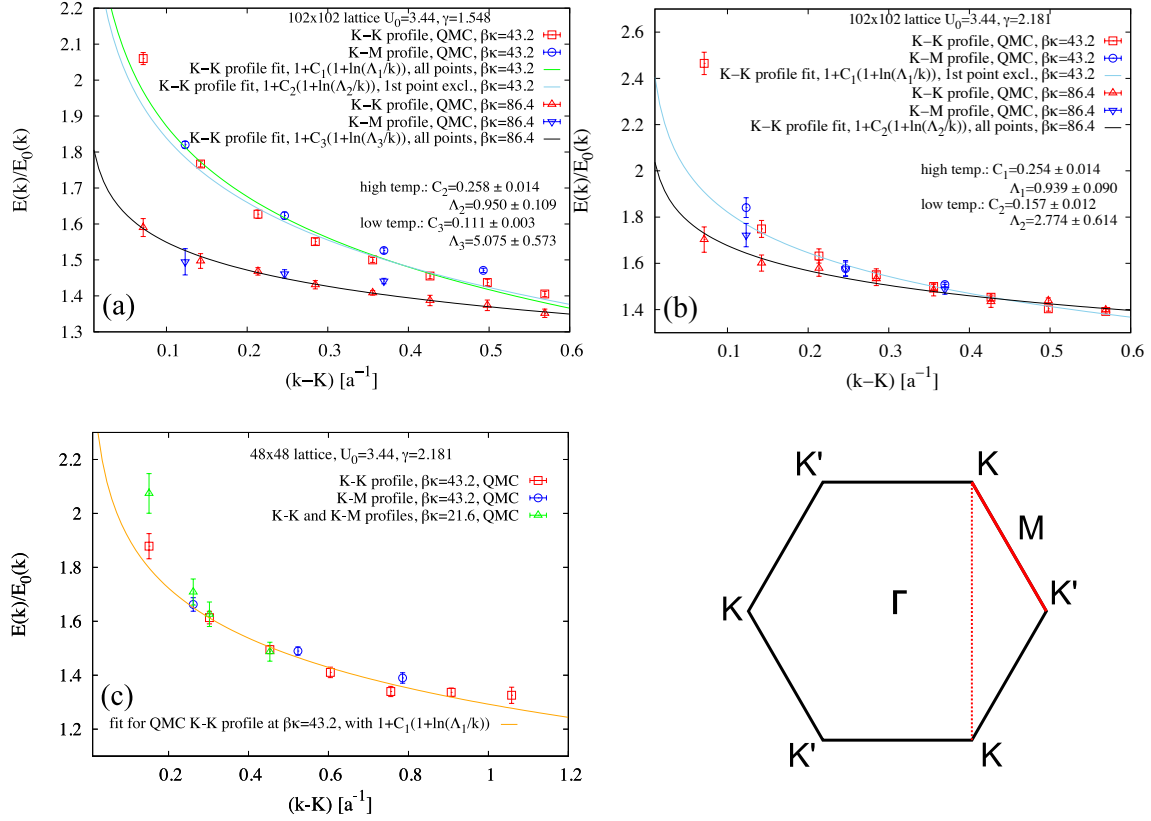 102x102 lattice U₀=3.44, γ=1.548
K−K profile, QMC, βκ=43.2
K−M profile, QMC, βκ=43.2
K−K profile fit, 1+C₁(1+ln(Λ₁/k)), all points, βκ=43.2
K−K profile fit, 1+C₂(1+ln(Λ₂/k)), 1st point excl., βκ=43.2
K−K profile, QMC, βκ=86.4
K−M profile, QMC, βκ=86.4
K−K profile fit, 1+C₃(1+ln(Λ₃/k)), all points, βκ=86.4
high temp.: C₂=0.258 ± 0.014
Λ₂=0.950 ± 0.109
low temp.: C₃=0.111 ± 0.003
Λ₃=5.075 ± 0.573
E(k)/E₀(k)
2.2
2.1
2
1.9
1.8
1.7
1.6
1.5
1.4
1.3
(a)
0.1 0.2 0.3 0.4 0.5 0.6
(k−K) [a⁻¹]
102x102 lattice U₀=3.44, γ=2.181
K−K profile, QMC, βκ=43.2
K−M profile, QMC, βκ=43.2
K−K profile fit, 1+C₁(1+ln(Λ₁/k)), 1st point excl., βκ=43.2
K−K profile, QMC, βκ=86.4
K−M profile, QMC, βκ=86.4
K−K profile fit, 1+C₂(1+ln(Λ₂/k)), all points, βκ=86.4
high temp.: C₁=0.254 ± 0.014
Λ₁=0.939 ± 0.090
low temp.: C₂=0.157 ± 0.012
Λ₂=2.774 ± 0.614
E(k)/E₀(k)
2.6
2.4
2.2
2
1.8
1.6
1.4
(b)
0.1 0.2 0.3 0.4 0.5 0.6
(k−K) [a⁻¹]
48x48 lattice, U₀=3.44, γ=2.181
K-K profile, βκ=43.2, QMC
K-M profile, βκ=43.2, QMC
K-K and K-M profiles, βκ=21.6, QMC
E(k)/E₀(k)
2.2
2
1.8
1.6
1.4
1.2
(c)
fit for QMC K-K profile at βκ=43.2, with 1+C₁(1+ln(Λ₁/k))
0.2 0.4 0.6 0.8 1 1.2
(k-K) [a⁻¹]
K' K
M
K Γ K'
K' K